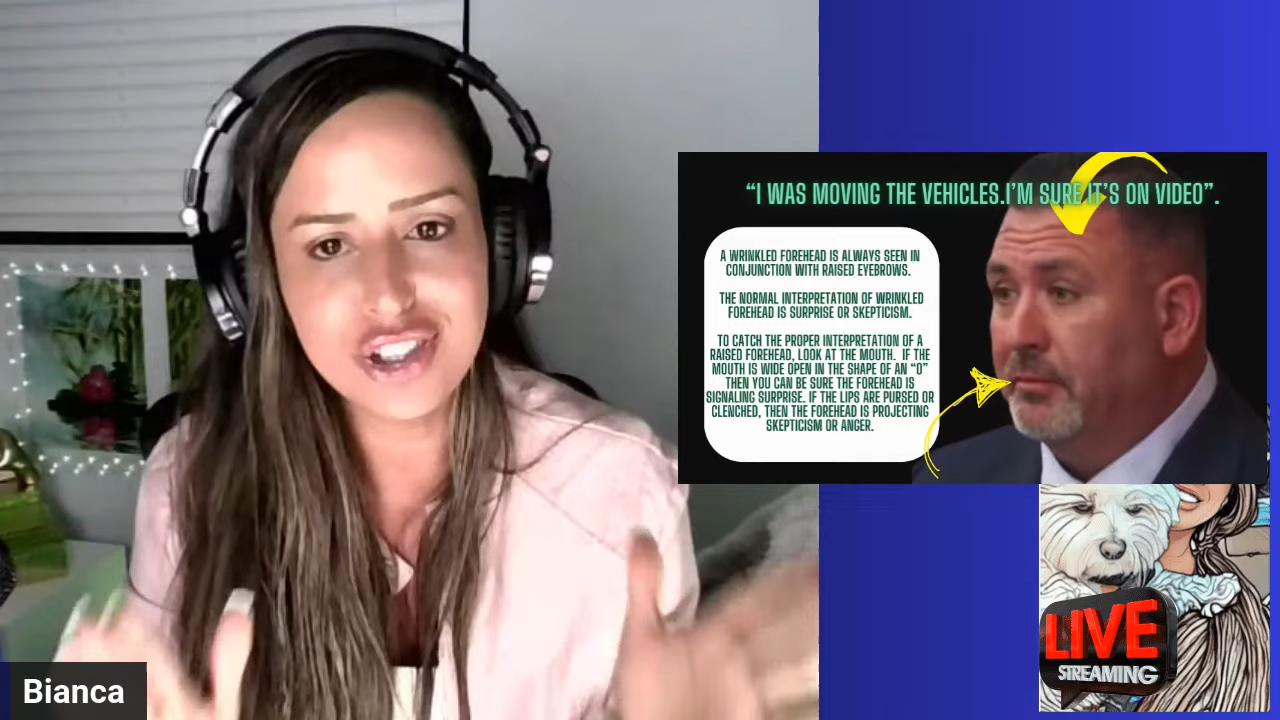 “I WAS MOVING THE VEHICLES.I’M SURE IT’S ON VIDEO”.
A WRINKLED FOREHEAD IS ALWAYS SEEN IN
CONJUNCTION WITH RAISED EYEBROWS.
THE NORMAL INTERPRETATION OF WRINKLED
FOREHEAD IS SURPRISE OR SKEPTICISM.
TO CATCH THE PROPER INTERPRETATION OF A
RAISED FOREHEAD, LOOK AT THE MOUTH. IF THE
MOUTH IS WIDE OPEN IN THE SHAPE OF AN “O”
THEN YOU CAN BE SURE THE FOREHEAD IS
SIGNALING SURPRISE. IF THE LIPS ARE PURSED OR
CLENCHED, THEN THE FOREHEAD IS PROJECTING
SKEPTICISM OR ANGER.
LIVE
STREAMING
Bianca